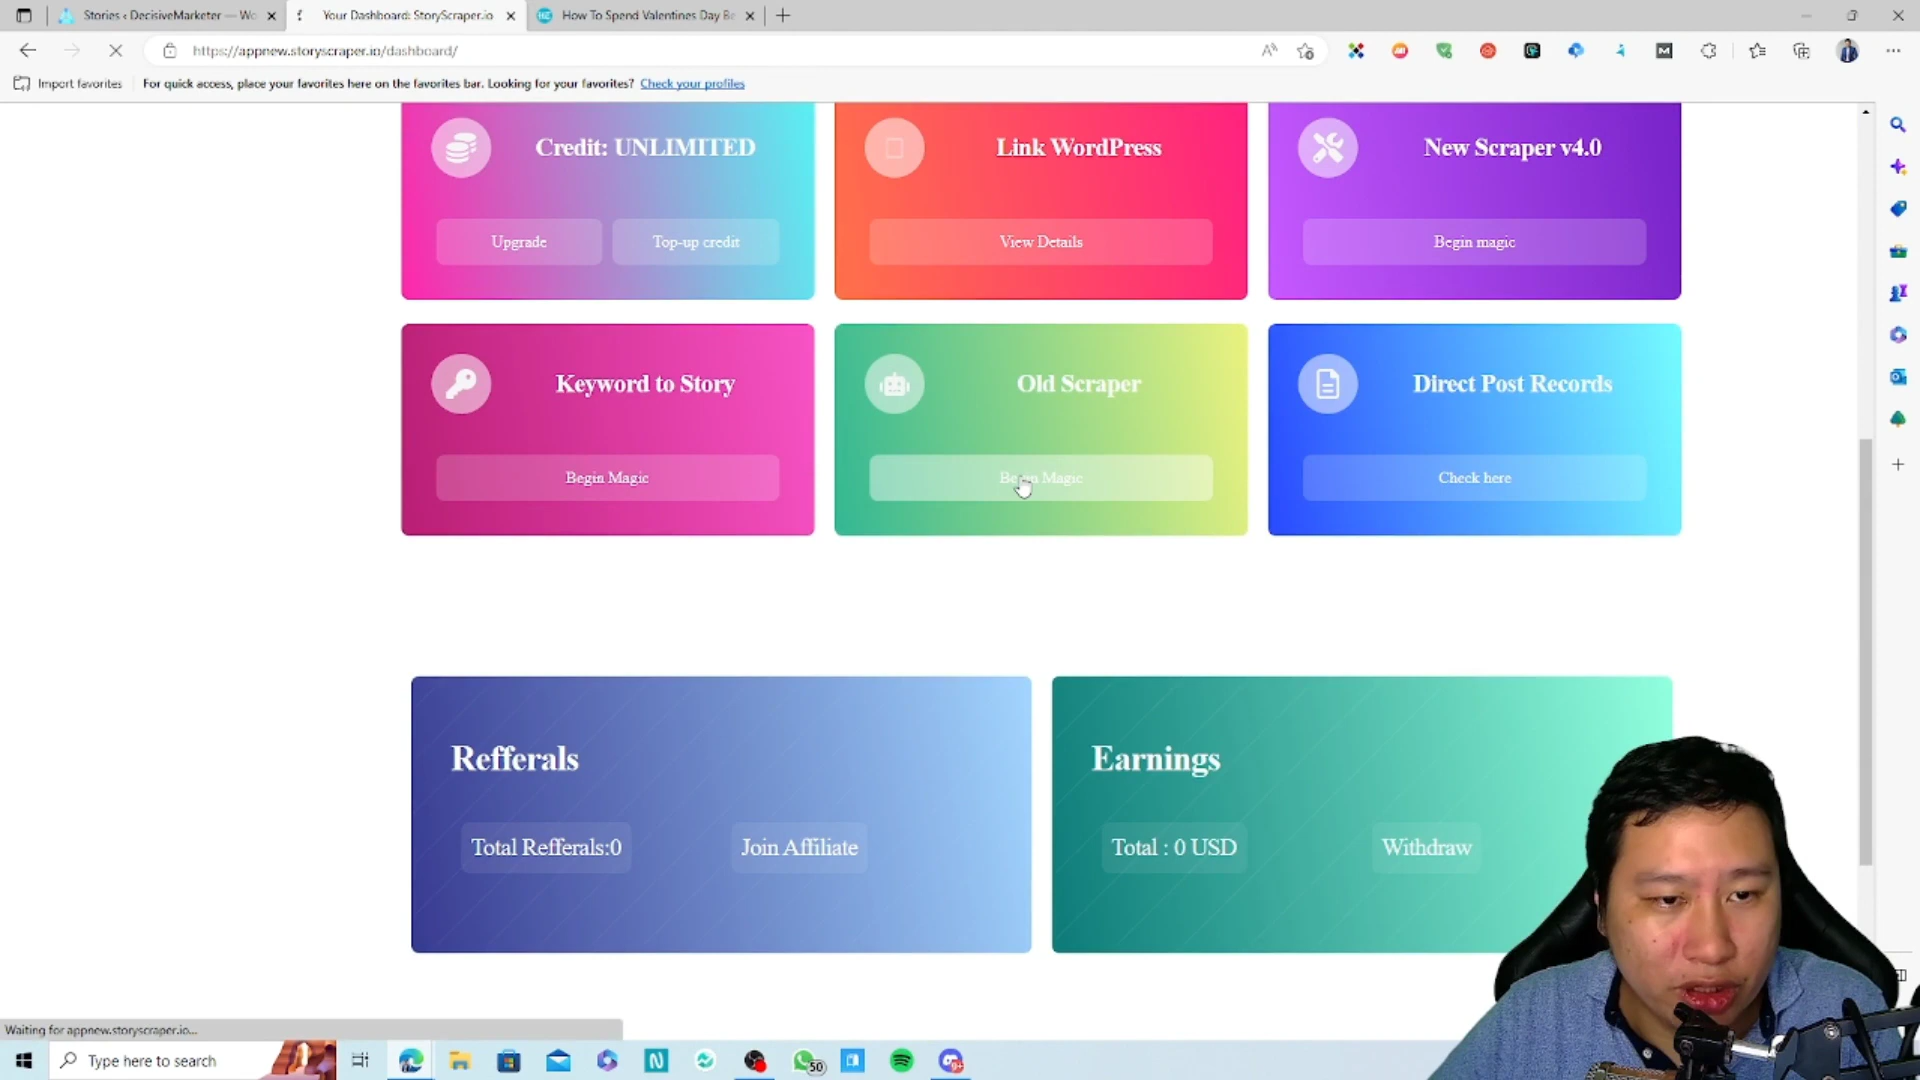 Stories ‹ DecisiveMarketer — Wo
Your Dashboard: StoryScraper.io
How To Spend Valentines Day Be
https://appnew.storyscraper.io/dashboard/
Import favorites
For quick access, place your favorites here on the favorites bar. Looking for your favorites? Check your profiles
Credit: UNLIMITED
Link WordPress
New Scraper v4.0
Upgrade
Top-up credit
View Details
Begin magic
Keyword to Story
Old Scraper
Direct Post Records
Begin Magic
Begin Magic
Check here
Refferals
Earnings
Total Refferals:0
Join Affiliate
Total : 0 USD
Withdraw
Waiting for appnew.storyscraper.io...
Type here to search
50
9+